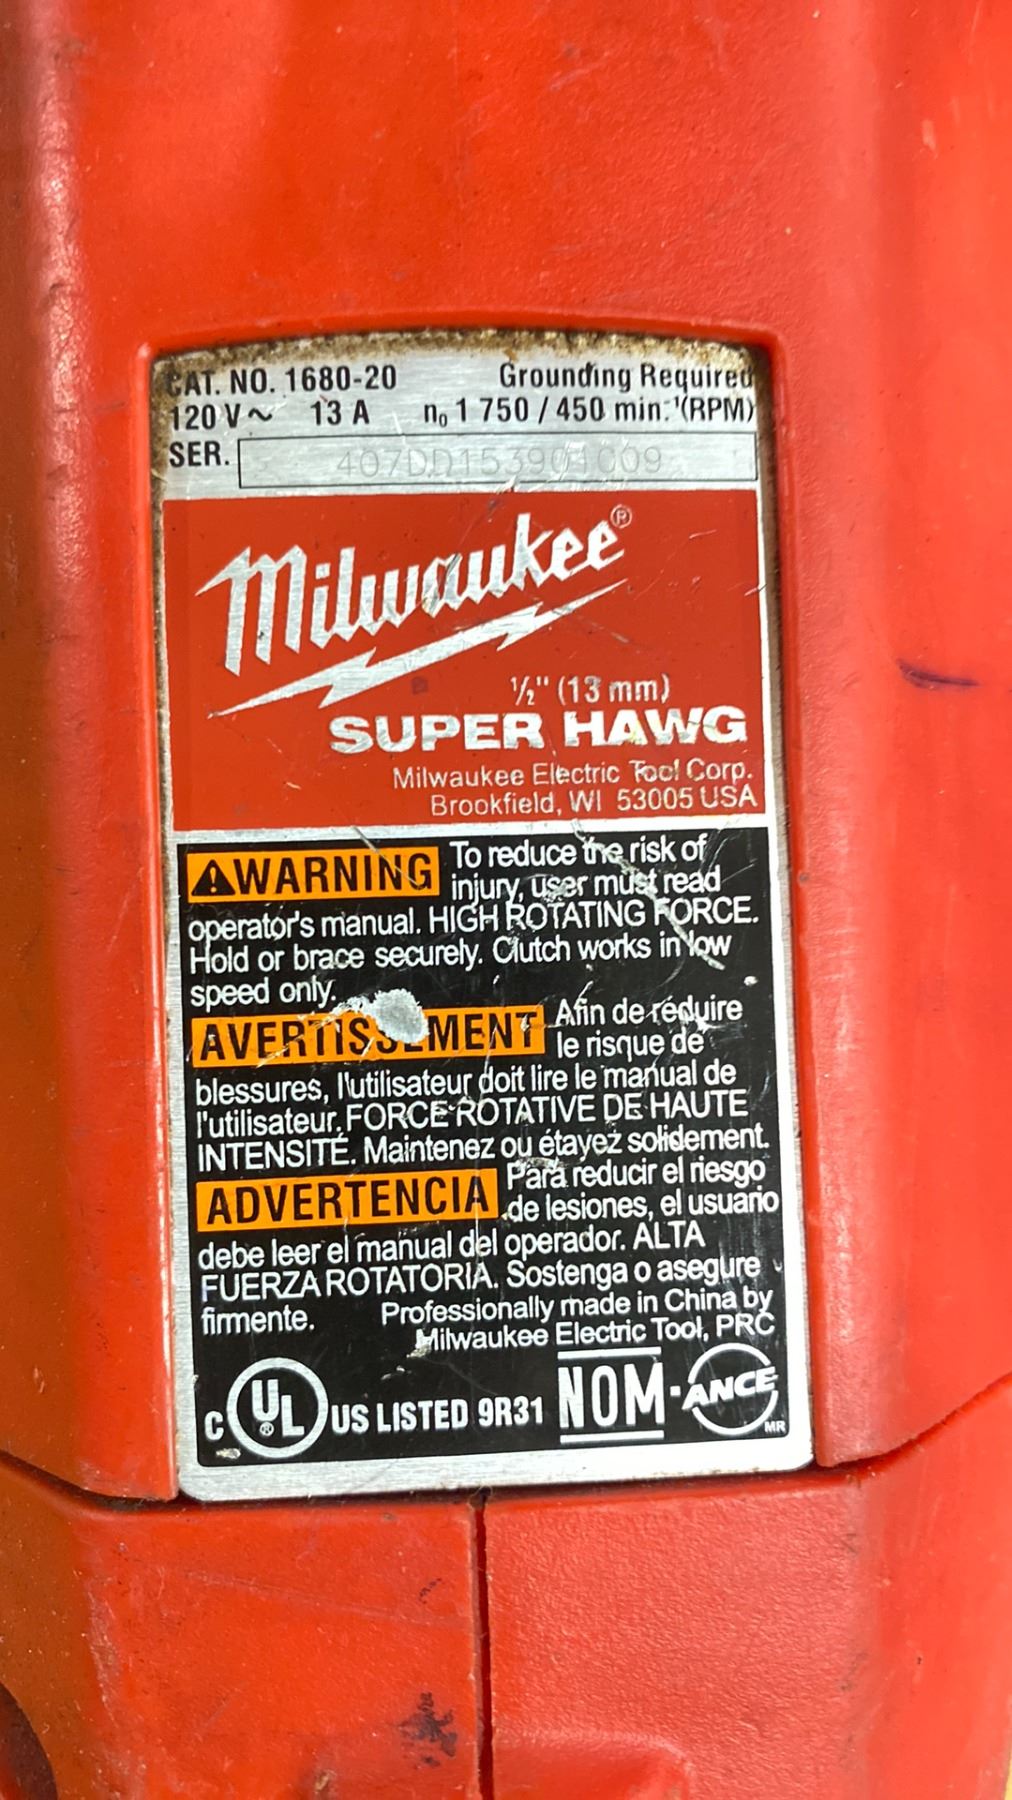 CAT. NO. 1680-20 Grounding Required
120 V ~ 13 A n₀ 1 750 / 450 min.⁻¹(RPM)
SER. 407DD153901009
Milwaukee®
½" (13 mm)
SUPER HAWG
Milwaukee Electric Tool Corp.
Brookfield, WI 53005 USA
⚠WARNING To reduce the risk of
injury, user must read
operator's manual. HIGH ROTATING FORCE.
Hold or brace securely. Clutch works in low
speed only.
AVERTISSEMENT Afin de réduire
le risque de
blessures, l'utilisateur doit lire le manual de
l'utilisateur. FORCE ROTATIVE DE HAUTE
INTENSITÉ. Maintenez ou étayez solidement.
ADVERTENCIA Para reducir el riesgo
de lesiones, el usuario
debe leer el manual del operador. ALTA
FUERZA ROTATORIA. Sostenga o asegure
firmente. Professionally made in China by
Milwaukee Electric Tool, PRC
C UL® US LISTED 9R31 NOM-ANCE MR